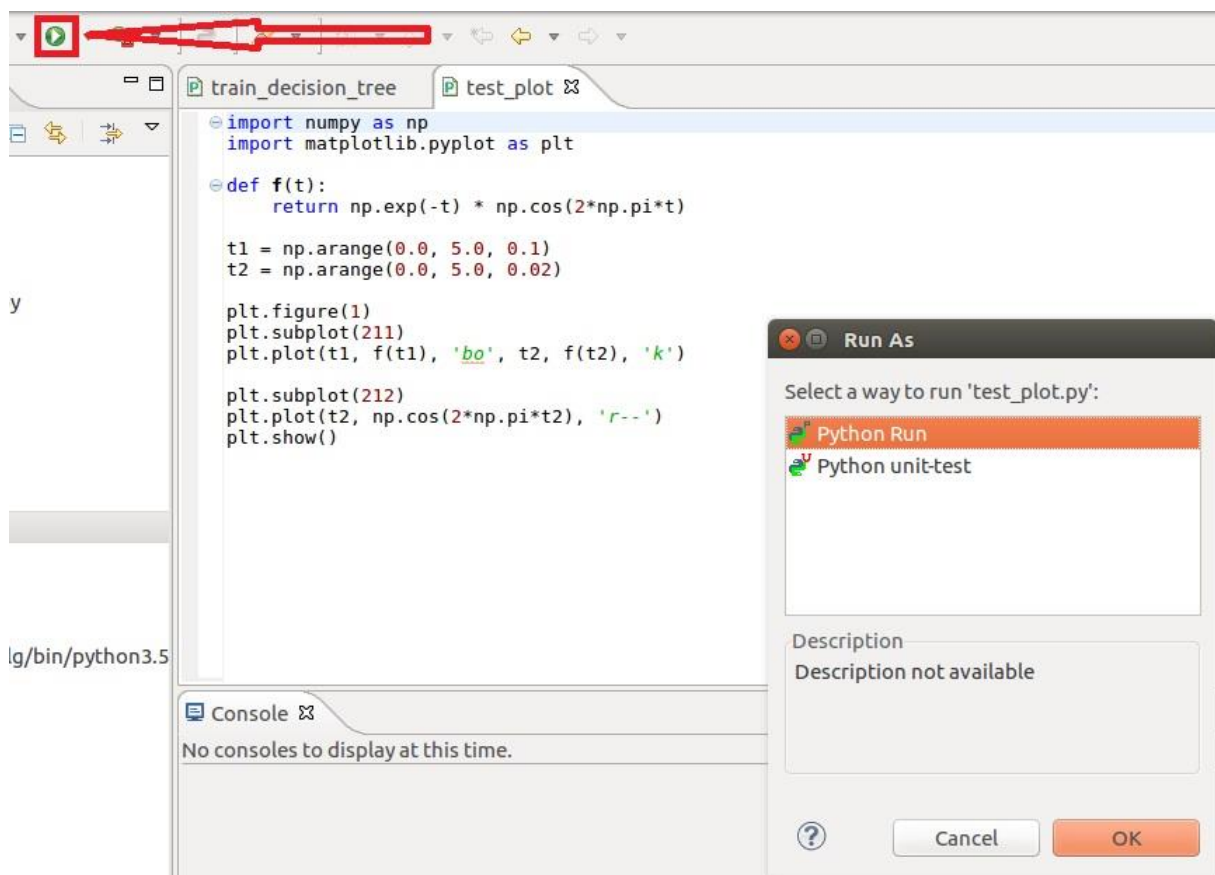 train_decision_tree
test_plot
import numpy as np
import matplotlib.pyplot as plt
def f(t):
return np.exp(-t) * np.cos(2*np.pi*t)
t1 = np.arange(0.0, 5.0, 0.1)
t2 = np.arange(0.0, 5.0, 0.02)
plt.figure(1)
plt.subplot(211)
plt.plot(t1, f(t1), 'bo', t2, f(t2), 'k')
plt.subplot(212)
plt.plot(t2, np.cos(2*np.pi*t2), 'r--')
plt.show()
y
lg/bin/python3.5
Console
No consoles to display at this time.
Run As
Select a way to run 'test_plot.py':
Python Run
Python unit-test
Description
Description not available
Cancel
OK